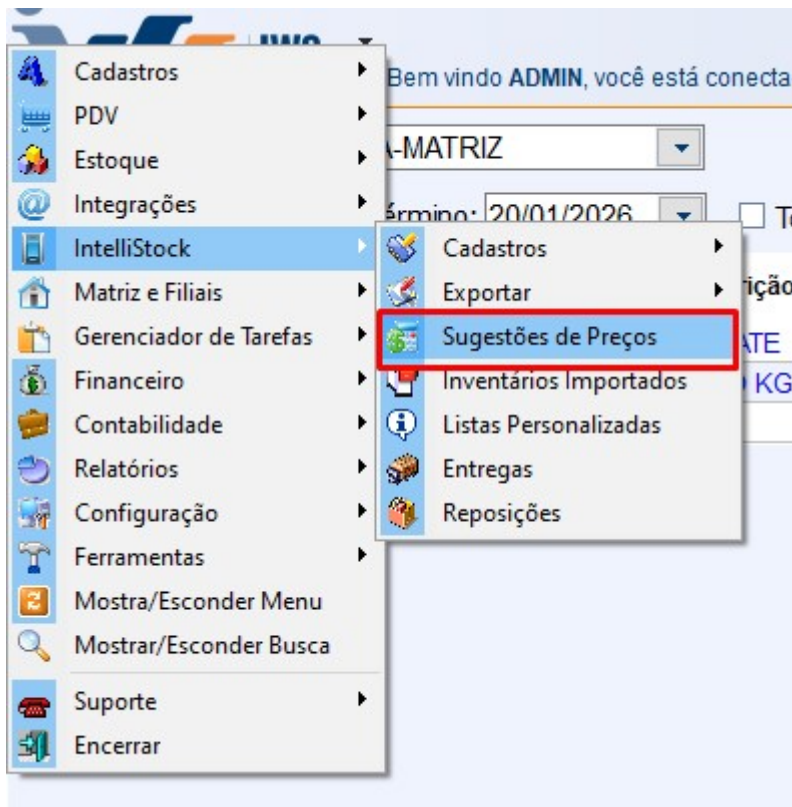 Bem vindo ADMIN, você está conecta
A-MATRIZ
érmino: 20/01/2026
Cadastros
PDV
Estoque
Integrações
IntelliStock
Matriz e Filiais
Gerenciador de Tarefas
Financeiro
Contabilidade
Relatórios
Configuração
Ferramentas
Mostra/Esconder Menu
Mostrar/Esconder Busca
Suporte
Encerrar
Cadastros
Exportar
Sugestões de Preços
Inventários Importados
Listas Personalizadas
Entregas
Reposições
rição
ATE
KG